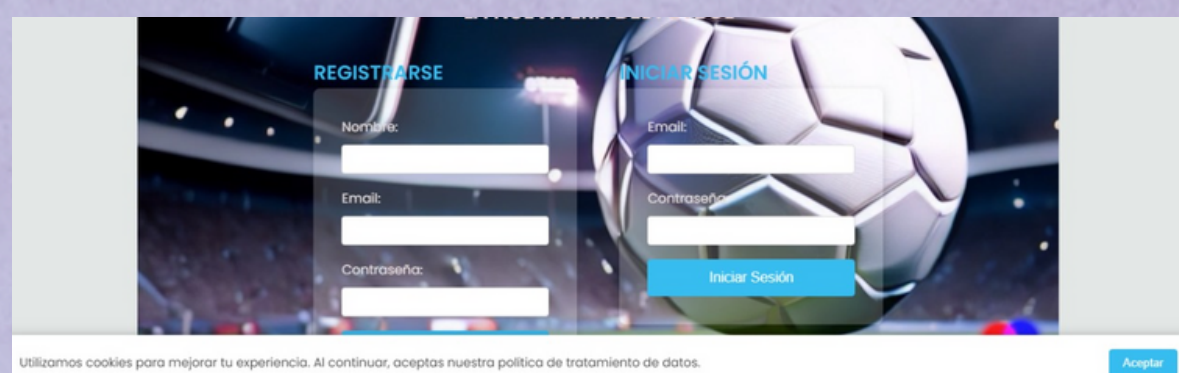 REGISTRARSE
Nombre:
Email:
Contraseña:
INICIAR SESIÓN
Email:
Contraseña:
Iniciar Sesión
Utilizamos cookies para mejorar tu experiencia. Al continuar, aceptas nuestra política de tratamiento de datos.
Aceptar